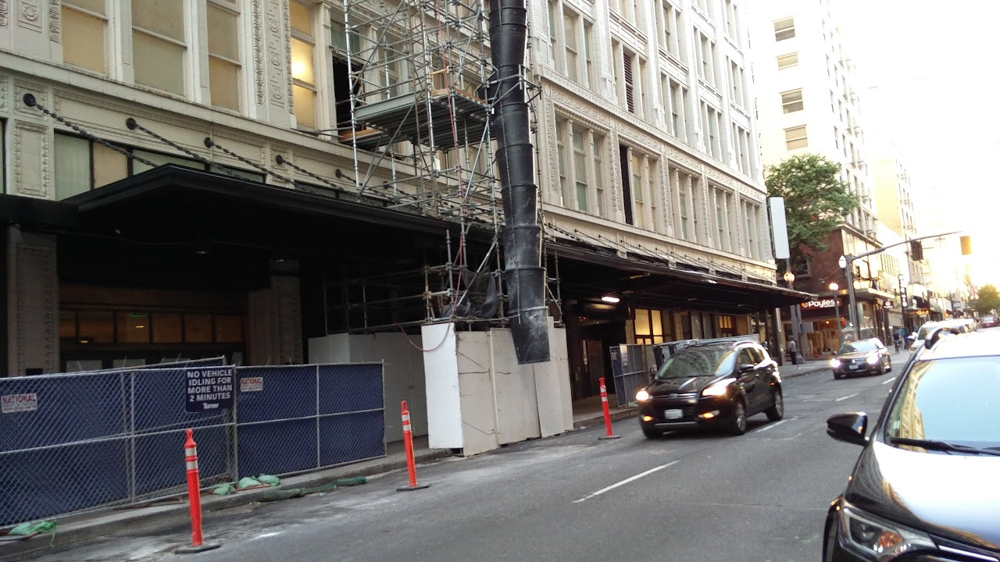 NO VEHICLE
IDLING FOR
MORE THAN
2 MINUTES
Turner
NATIONAL
NATIONAL
Payless